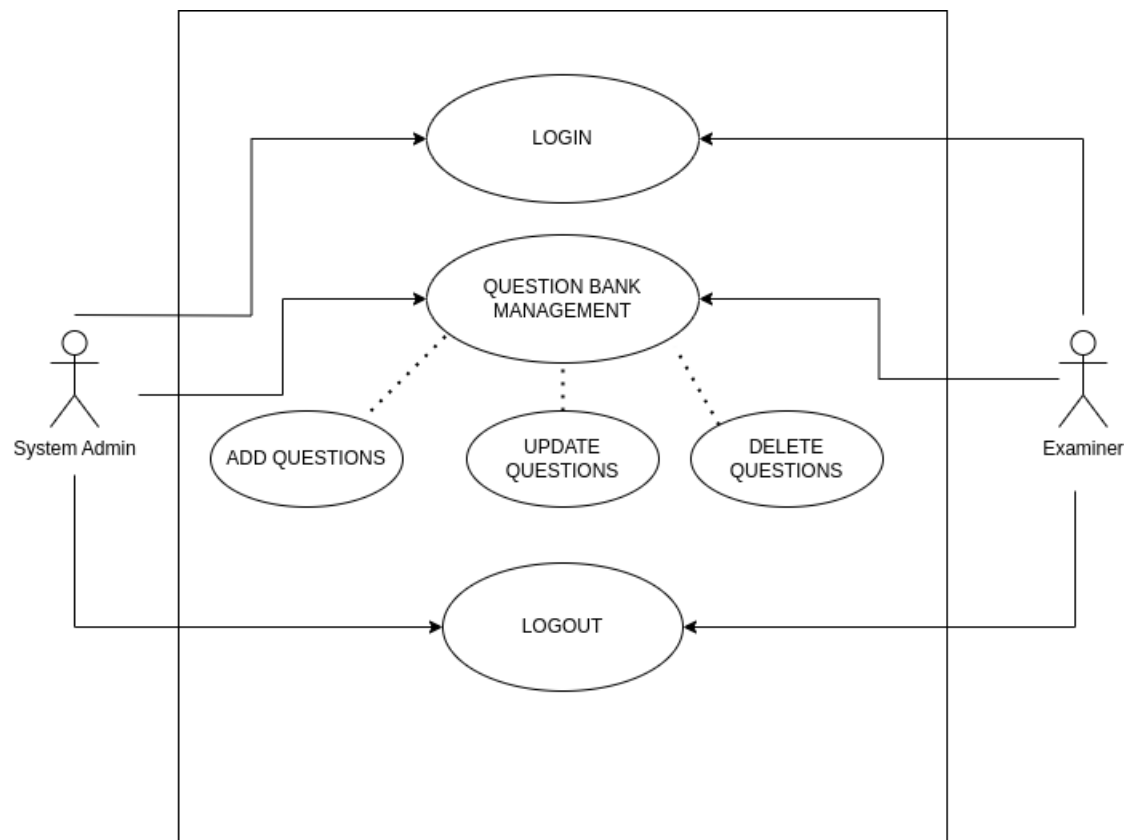 LOGIN
QUESTION BANK
MANAGEMENT
System Admin
Examiner
ADD QUESTIONS
UPDATE
QUESTIONS
DELETE
QUESTIONS
LOGOUT